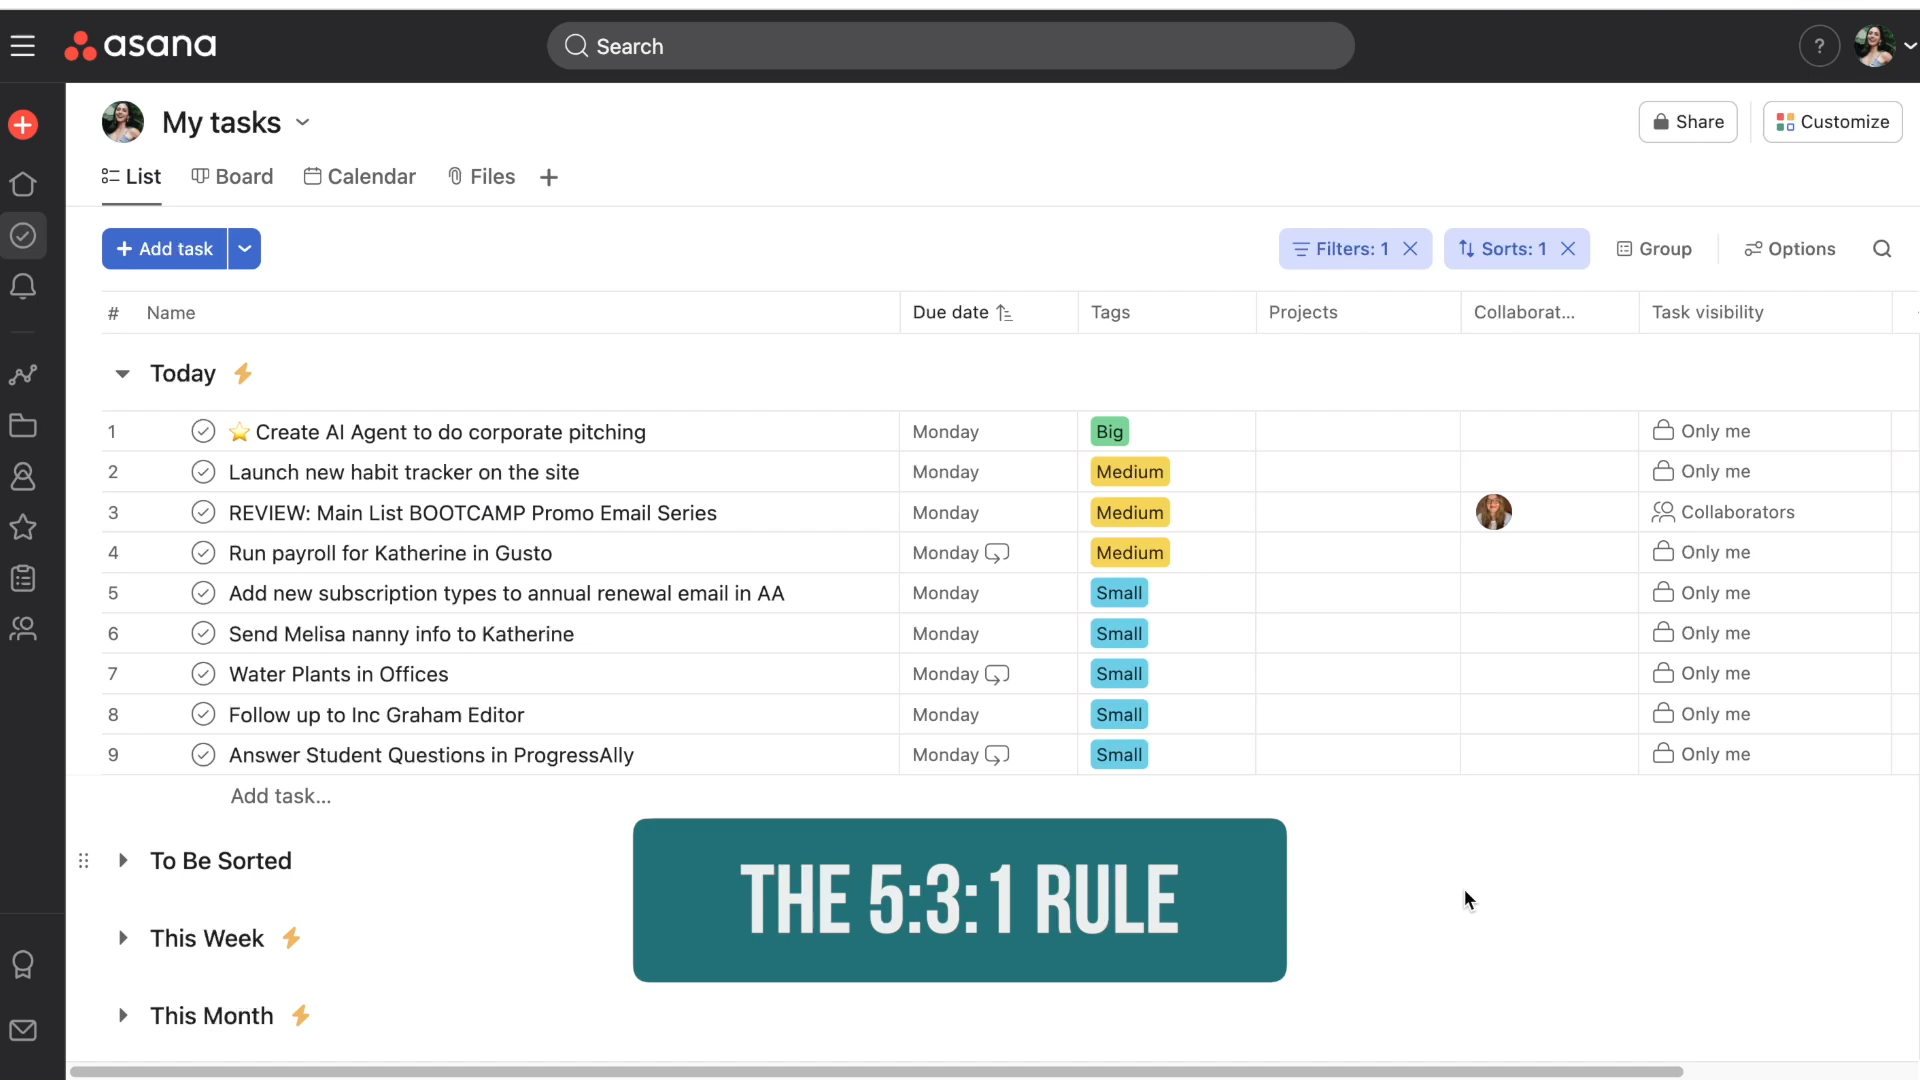 asana
Search
?
My tasks
Share
Customize
List Board Calendar Files
Add task
Filters: 1
Sorts: 1
Group
Options
# Name Due date Tags Projects Collaborat... Task visibility
Today
1 Create AI Agent to do corporate pitching Monday Big Only me
2 Launch new habit tracker on the site Monday Medium Only me
3 REVIEW: Main List BOOTCAMP Promo Email Series Monday Medium Collaborators
4 Run payroll for Katherine in Gusto Monday Medium Only me
5 Add new subscription types to annual renewal email in AA Monday Small Only me
6 Send Melisa nanny info to Katherine Monday Small Only me
7 Water Plants in Offices Monday Small Only me
8 Follow up to Inc Graham Editor Monday Small Only me
9 Answer Student Questions in ProgressAlly Monday Small Only me
Add task...
To Be Sorted
THE 5:3:1 RULE
This Week
This Month